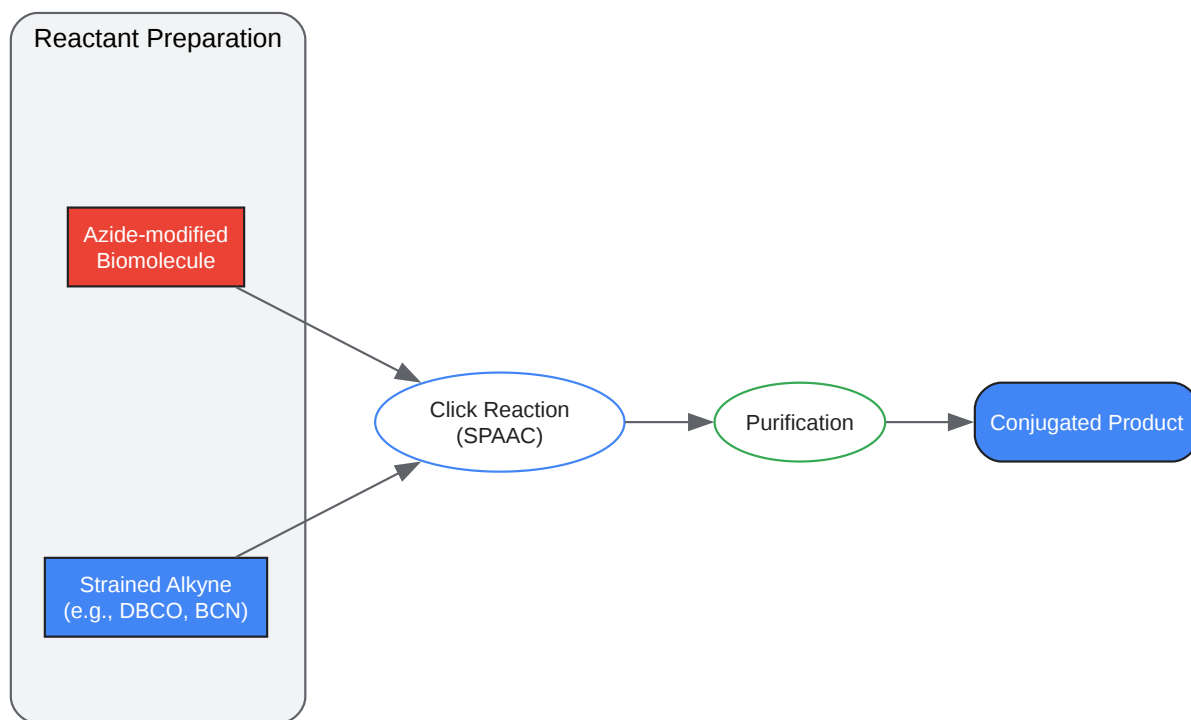 Reactant Preparation
Azide-modified
Biomolecule
Click Reaction
(SPAAC)
Purification
Conjugated Product
Strained Alkyne
(e.g., DBCO, BCN)